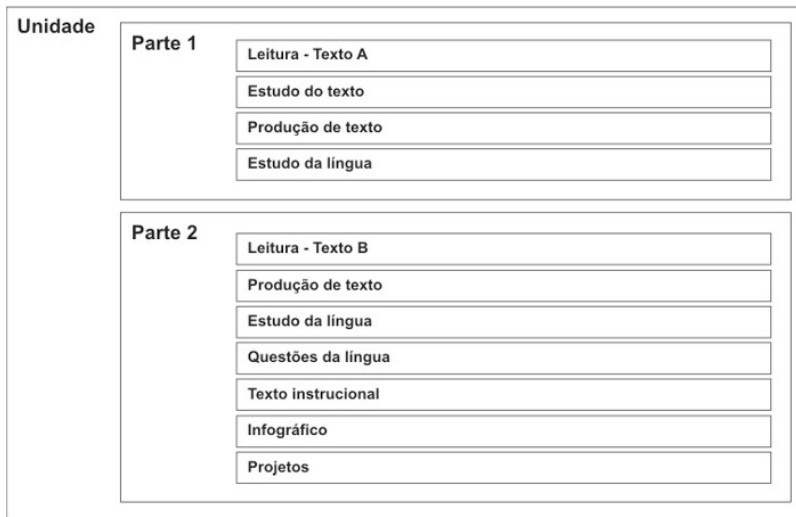 Unidade
Parte 1
Leitura - Texto A
Estudo do texto
Produção de texto
Estudo da língua
Parte 2
Leitura - Texto B
Produção de texto
Estudo da língua
Questões da língua
Texto instrucional
Infográfico
Projetos